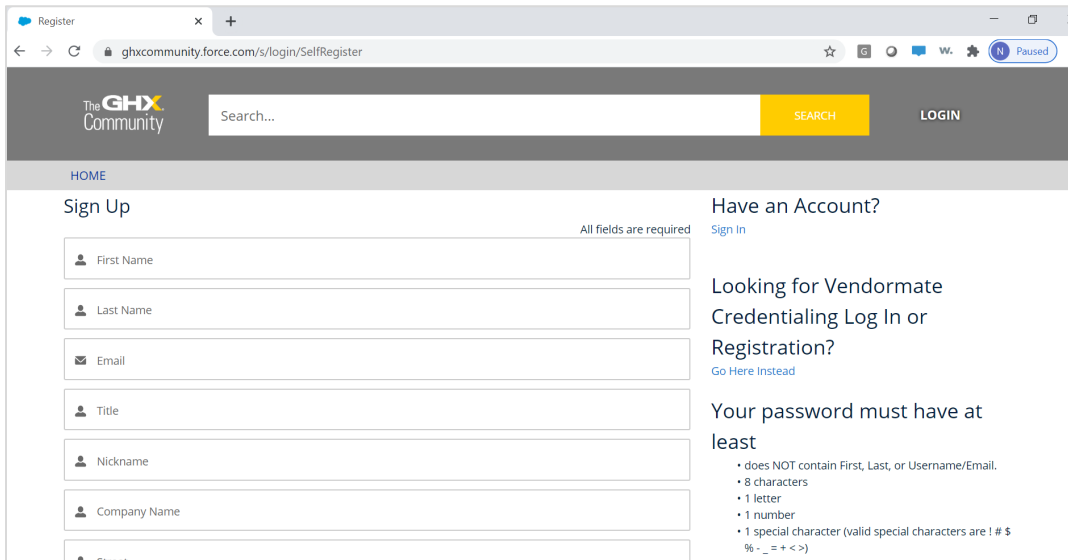 Register
ghxcommunity.force.com/s/login/SelfRegister
G
w.
N Paused
The GHX
Community
Search...
SEARCH
LOGIN
HOME
Sign Up
All fields are required
First Name
Last Name
Email
Title
Nickname
Company Name
Have an Account?
Sign In
Looking for Vendormate
Credentialing Log In or
Registration?
Go Here Instead
Your password must have at
least
• does NOT contain First, Last, or Username/Email.
• 8 characters
• 1 letter
• 1 number
• 1 special character (valid special characters are ! # $
% - _ = + < >)